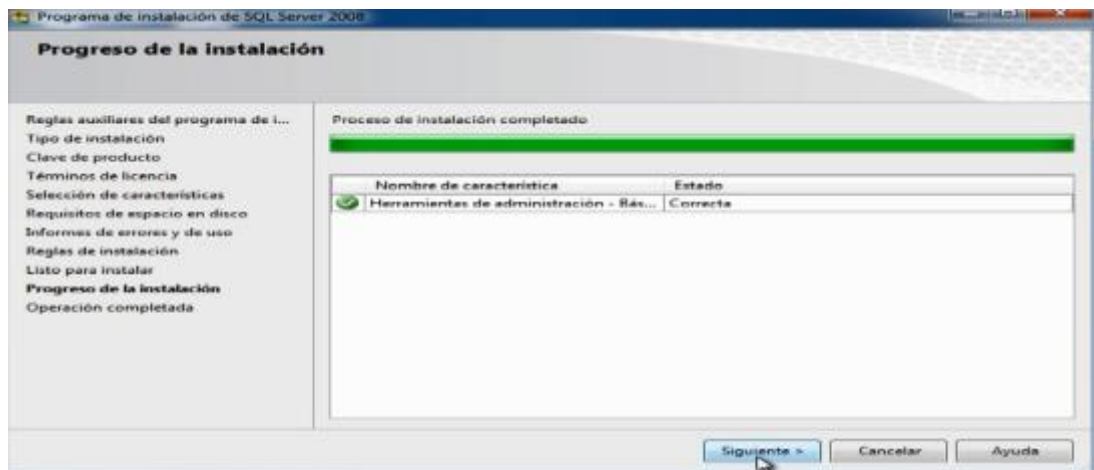 Programa de instalación de SQL Server 2008
Progreso de la instalación
Reglas auxiliares del programa de i...
Tipo de instalación
Clave de producto
Términos de licencia
Selección de características
Requisitos de espacio en disco
Informes de errores y de uso
Reglas de instalación
Listo para instalar
Progreso de la instalación
Operación completada
Proceso de instalación completado
Nombre de característica Estado
Herramientas de administración - Bás... Correcta
Siguiente > Cancelar Ayuda